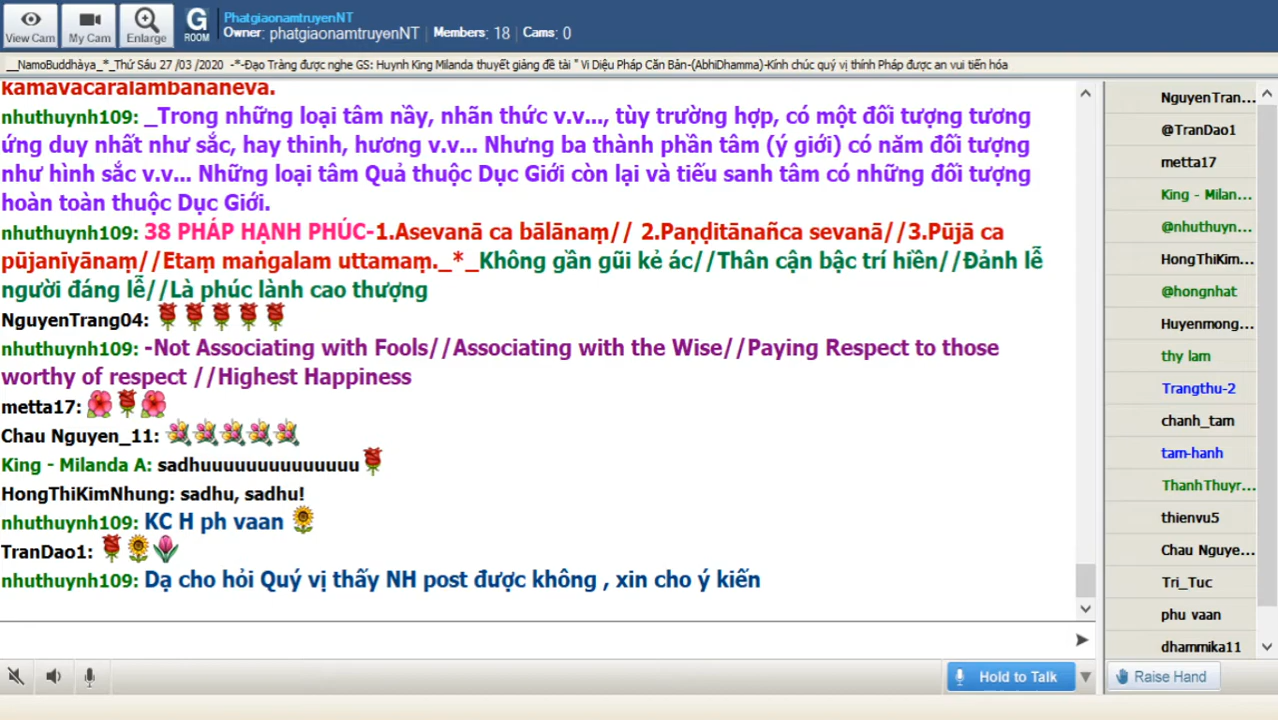 View Cam
My Cam
Enlarge
G
ROOM
PhatgiaonamtruyenNT
Owner: phatgiaonamtruyenNT | Members: 18 | Cams: 0
__NamoBuddhàya_*_Thứ Sáu 27 /03 /2020 -*-Đạo Tràng được nghe GS: Huynh King Milanda thuyết giảng đề tài " Vi Diệu Pháp Căn Bản-(AbhiDhamma)-Kính chúc quý vị thính Pháp được an vui tiến hóa
kāmāvacarālambaṇāneva.
nhuthuynh109: _Trong những loại tâm nầy, nhãn thức v.v..., tùy trường hợp, có một đối tượng tương
ứng duy nhất như sắc, hay thinh, hương v.v... Nhưng ba thành phần tâm (ý giới) có năm đối tượng
như hình sắc v.v... Những loại tâm Quả thuộc Dục Giới còn lại và tiếu sanh tâm có những đối tượng
hoàn toàn thuộc Dục Giới.
nhuthuynh109: 38 PHÁP HẠNH PHÚC-1.Asevanā ca bālānaṃ// 2.Paṇḍitānañca sevanā//3.Pūjā ca
pūjanīyānaṃ//Etaṃ maṅgalam uttamaṃ._*_Không gần gũi kẻ ác//Thân cận bậc trí hiền//Đảnh lễ
người đáng lễ//Là phúc lành cao thượng
NguyenTrang04:
nhuthuynh109: -Not Associating with Fools//Associating with the Wise//Paying Respect to those
worthy of respect //Highest Happiness
metta17:
Chau Nguyen_11:
King - Milanda A: sadhuuuuuuuuuuuuuu
HongThiKimNhung: sadhu, sadhu!
nhuthuynh109: KC H ph vaan
TranDao1:
nhuthuynh109: Dạ cho hỏi Quý vị thấy NH post được không , xin cho ý kiến
NguyenTran...
@TranDao1
metta17
King - Milan...
@nhuthuyn...
HongThiKim...
@hongnhat
Huyenmong...
thy lam
Trangthu-2
chanh_tam
tam-hanh
ThanhThuyr...
thienvu5
Chau Nguye...
Tri_Tuc
phu vaan
dhammika11
Hold to Talk
Raise Hand